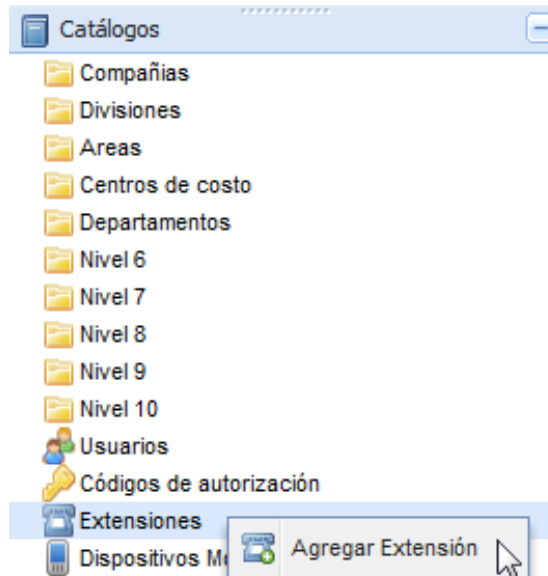 Catálogos
Compañias
Divisiones
Areas
Centros de costo
Departamentos
Nivel 6
Nivel 7
Nivel 8
Nivel 9
Nivel 10
Usuarios
Códigos de autorización
Extensiones
Agregar Extensión
Dispositivos